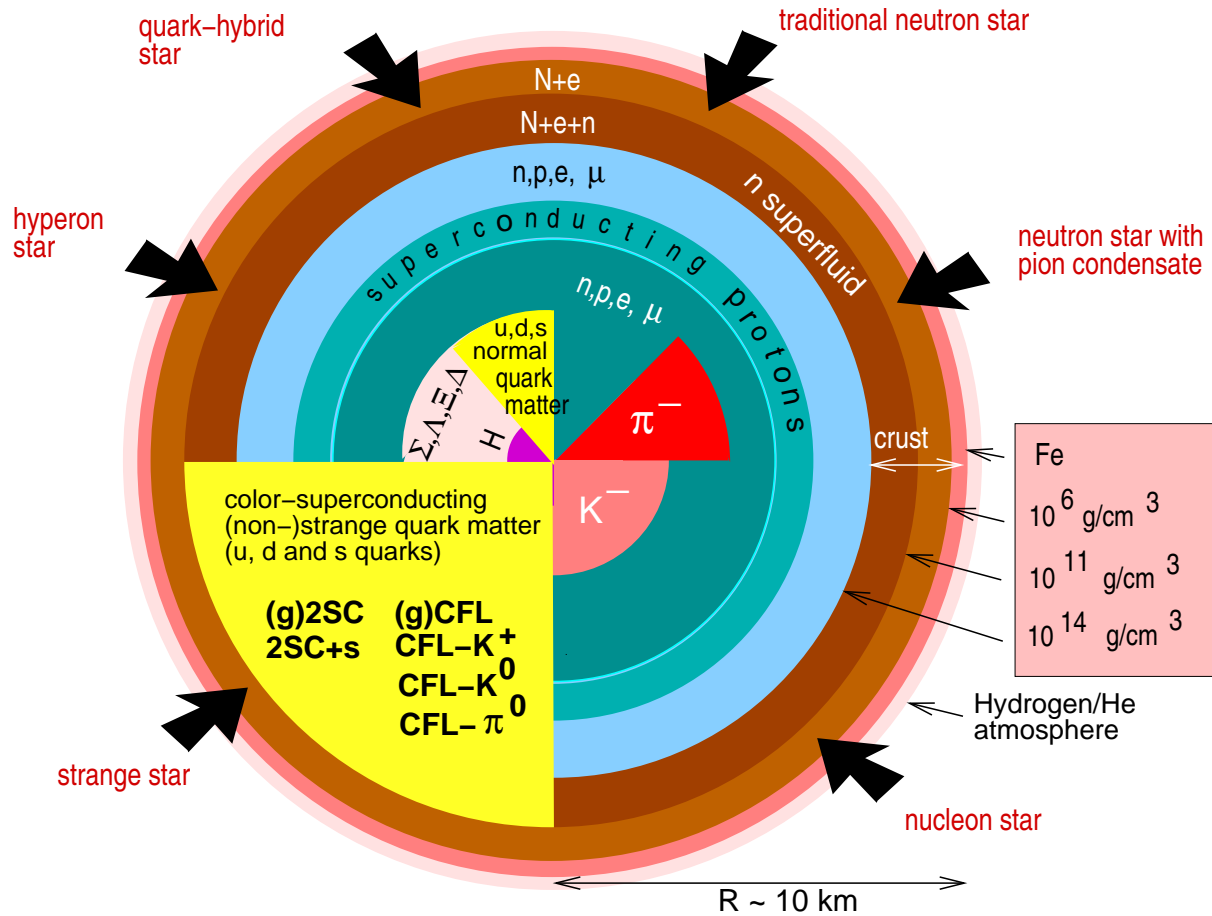 quark−hybrid
star
traditional neutron star
N+e
N+e+n
n,p,e, μ
n superfluid
hyperon
star
neutron star with
pion condensate
superconducting protons
n,p,e, μ
u,d,s
normal
quark
matter
Σ,Λ,Ξ,Δ
H
π⁻
K⁻
crust
Fe
10⁶ g/cm³
10¹¹ g/cm³
10¹⁴ g/cm³
color−superconducting
(non−)strange quark matter
(u, d and s quarks)
(g)2SC (g)CFL
2SC+s CFL−K⁺
CFL−K⁰
CFL−π⁰
Hydrogen/He
atmosphere
strange star
nucleon star
R ~ 10 km